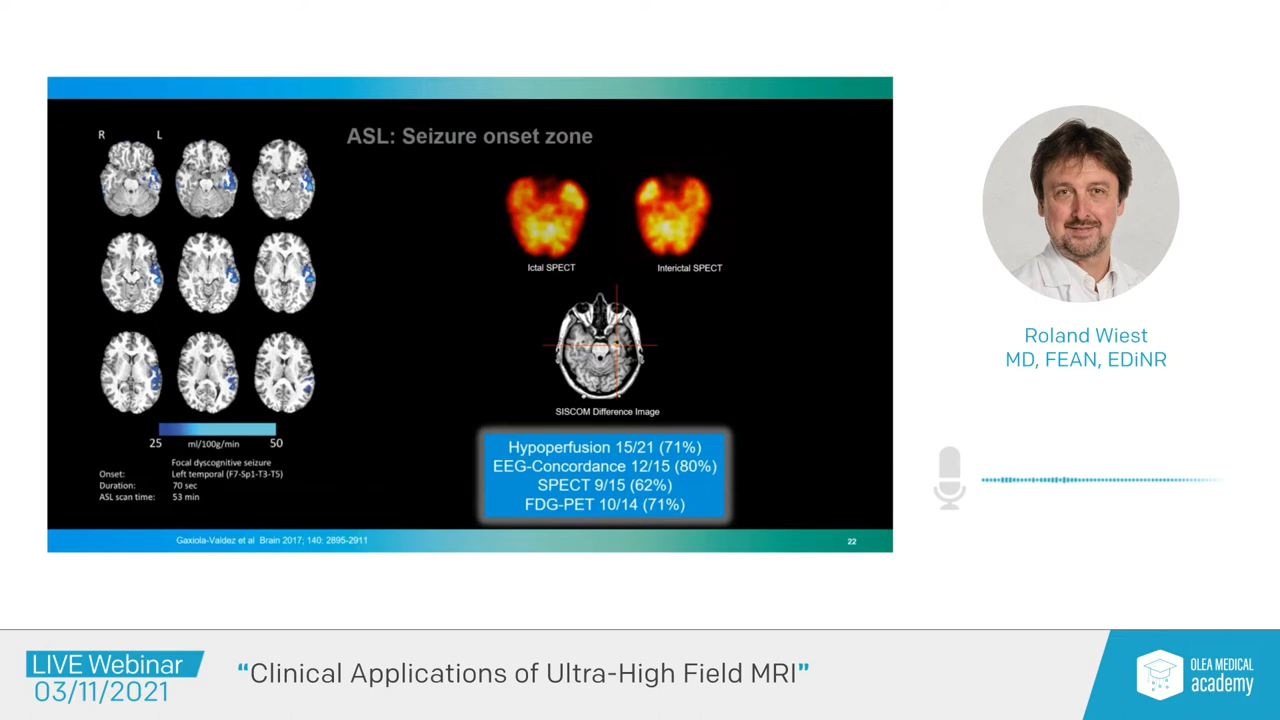 R L
ASL: Seizure onset zone
Ictal SPECT
Interictal SPECT
SISCOM Difference Image
25 ml/100g/min 50
Focal dyscognitive seizure
Onset: Left temporal (F7-Sp1-T3-T5)
Duration: 70 sec
ASL scan time: 53 min
Hypoperfusion 15/21 (71%)
EEG-Concordance 12/15 (80%)
SPECT 9/15 (62%)
FDG-PET 10/14 (71%)
Gaxiola-Valdez et al Brain 2017; 140: 2895-2911
22
Roland Wiest
MD, FEAN, EDiNR
LIVE Webinar
03/11/2021
“Clinical Applications of Ultra-High Field MRI”
OLEA MEDICAL
academy